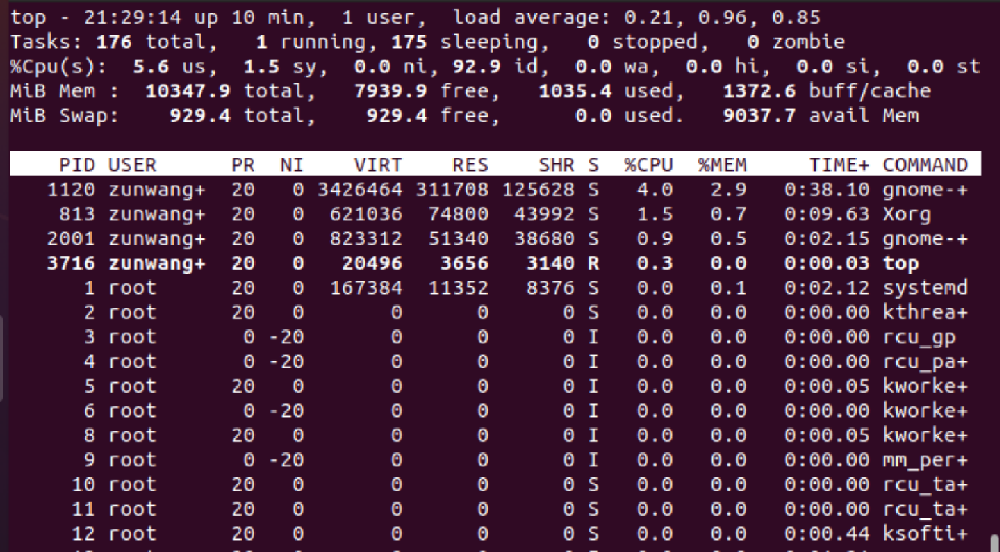 top - 21:29:14 up 10 min,  1 user,  load average: 0.21, 0.96, 0.85
Tasks: 176 total,   1 running, 175 sleeping,   0 stopped,   0 zombie
%Cpu(s):  5.6 us,  1.5 sy,  0.0 ni, 92.9 id,  0.0 wa,  0.0 hi,  0.0 si,  0.0 st
MiB Mem :  10347.9 total,   7939.9 free,   1035.4 used,   1372.6 buff/cache
MiB Swap:    929.4 total,    929.4 free,      0.0 used.   9037.7 avail Mem
PID USER      PR  NI    VIRT    RES    SHR S  %CPU  %MEM     TIME+ COMMAND
1120 zunwang+  20   0 3426464 311708 125628 S   4.0   2.9   0:38.10 gnome-+
813 zunwang+  20   0  621036  74800  43992 S   1.5   0.7   0:09.63 Xorg
2001 zunwang+  20   0  823312  51340  38680 S   0.9   0.5   0:02.15 gnome-+
3716 zunwang+  20   0   20496   3656   3140 R   0.3   0.0   0:00.03 top
1 root      20   0  167384  11352   8376 S   0.0   0.1   0:02.12 systemd
2 root      20   0       0      0      0 S   0.0   0.0   0:00.00 kthrea+
3 root       0 -20       0      0      0 I   0.0   0.0   0:00.00 rcu_gp
4 root       0 -20       0      0      0 I   0.0   0.0   0:00.00 rcu_pa+
5 root      20   0       0      0      0 I   0.0   0.0   0:00.05 kworke+
6 root       0 -20       0      0      0 I   0.0   0.0   0:00.00 kworke+
8 root      20   0       0      0      0 I   0.0   0.0   0:00.05 kworke+
9 root       0 -20       0      0      0 I   0.0   0.0   0:00.00 mm_per+
10 root      20   0       0      0      0 S   0.0   0.0   0:00.00 rcu_ta+
11 root      20   0       0      0      0 S   0.0   0.0   0:00.00 rcu_ta+
12 root      20   0       0      0      0 S   0.0   0.0   0:00.44 ksofti+